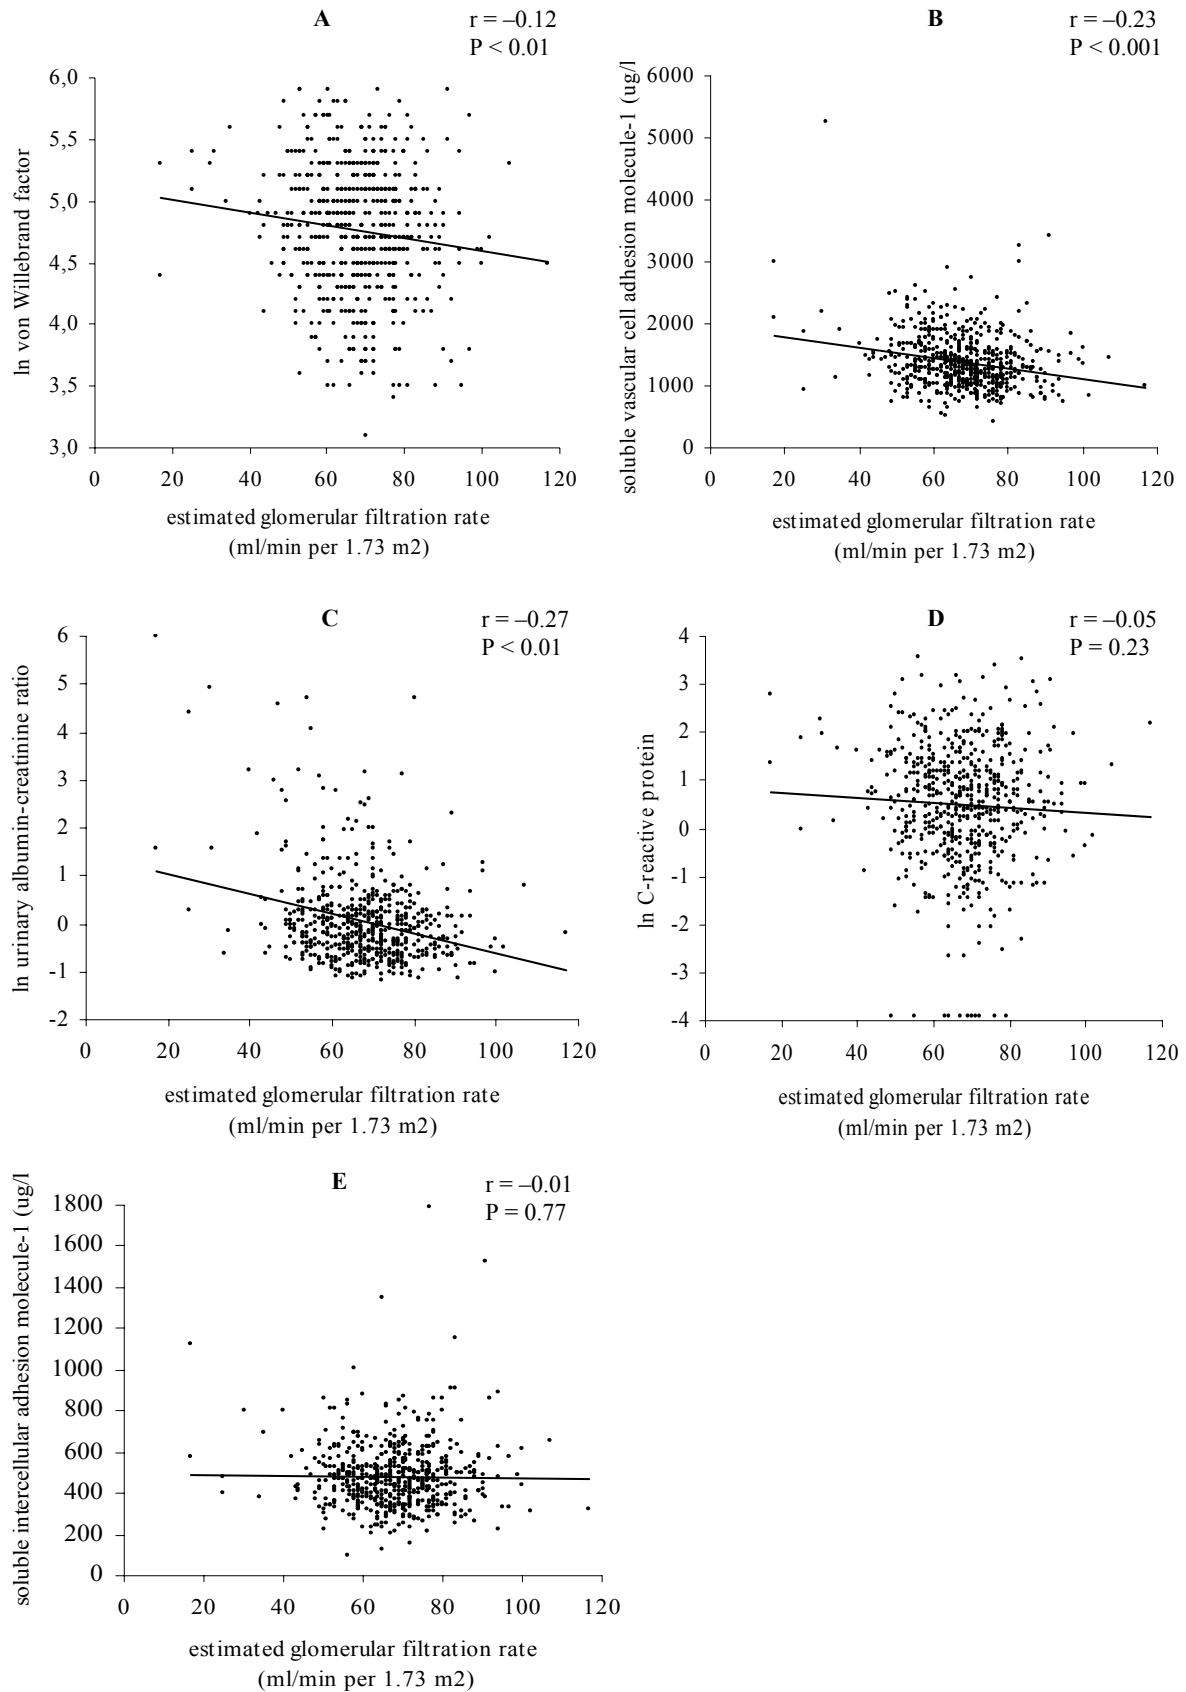 A
r = –0.12
P < 0.01
6,0
5,5
5,0
4,5
4,0
3,5
3,0
ln von Willebrand factor
0 20 40 60 80 100 120
estimated glomerular filtration rate
(ml/min per 1.73 m2)
B
r = –0.23
P < 0.001
6000
5000
4000
3000
2000
1000
0
soluble vascular cell adhesion molecule-1 (ug/l
0 20 40 60 80 100 120
estimated glomerular filtration rate
(ml/min per 1.73 m2)
C
r = –0.27
P < 0.01
6
5
4
3
2
1
0
-1
-2
ln urinary albumin-creatinine ratio
0 20 40 60 80 100 120
estimated glomerular filtration rate
(ml/min per 1.73 m2)
D
r = –0.05
P = 0.23
4
3
2
1
0
-1
-2
-3
-4
ln C-reactive protein
0 20 40 60 80 100 120
estimated glomerular filtration rate
(ml/min per 1.73 m2)
E
r = –0.01
P = 0.77
1800
1600
1400
1200
1000
800
600
400
200
0
soluble intercellular adhesion molecule-1 (ug/l
0 20 40 60 80 100 120
estimated glomerular filtration rate
(ml/min per 1.73 m2)